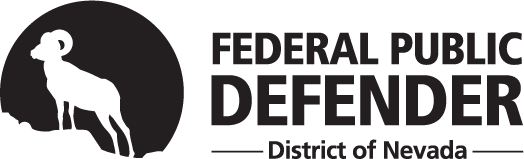 FEDERAL PUBLIC
DEFENDER
District of Nevada